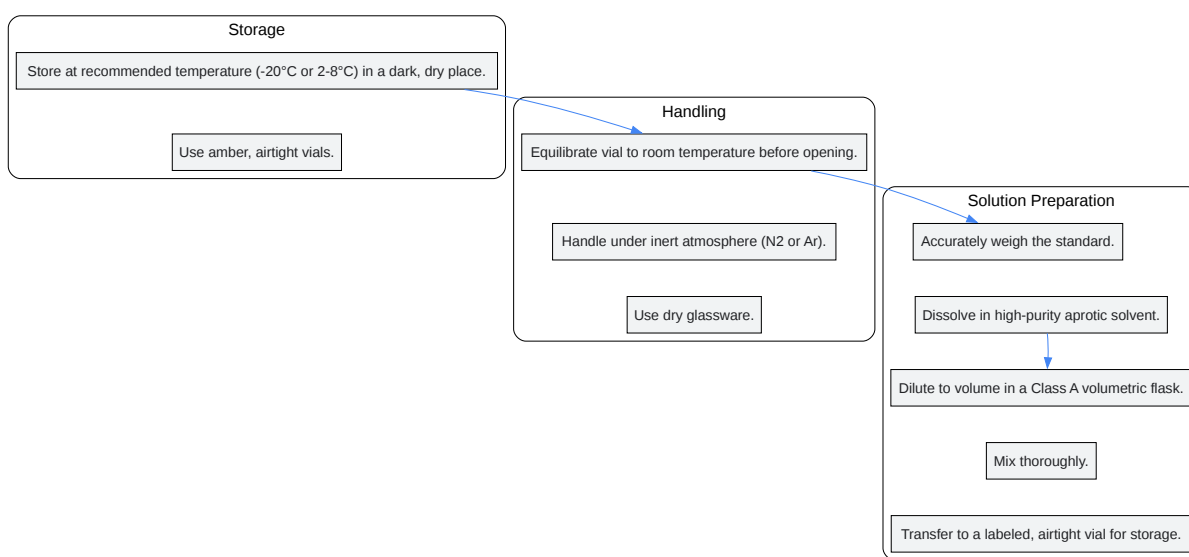 Storage
Store at recommended temperature (-20°C or 2-8°C) in a dark, dry place.
Use amber, airtight vials.
Handling
Equilibrate vial to room temperature before opening.
Handle under inert atmosphere (N2 or Ar).
Use dry glassware.
Solution Preparation
Accurately weigh the standard.
Dissolve in high-purity aprotic solvent.
Dilute to volume in a Class A volumetric flask.
Mix thoroughly.
Transfer to a labeled, airtight vial for storage.